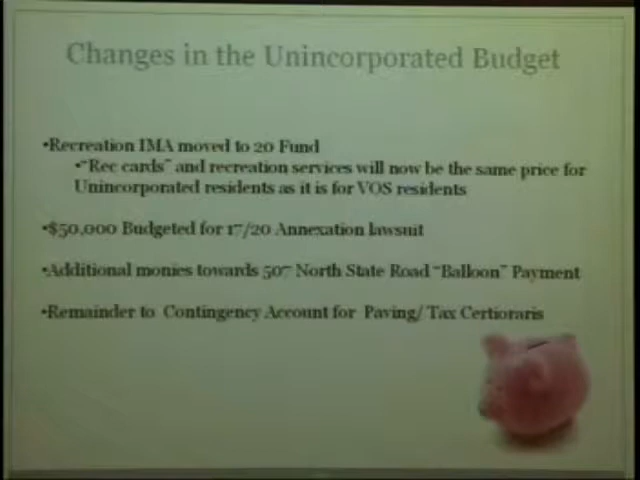 Changes in the Unincorporated Budget
•Recreation IMA moved to 20 Fund
•"Rec cards" and recreation services will now be the same price for
Unincorporated residents as it is for VOS residents
•$50,000 Budgeted for 17/20 Annexation lawsuit
•Additional monies towards 507 North State Road "Balloon" Payment
•Remainder to Contingency Account for Paving/ Tax Certioraris